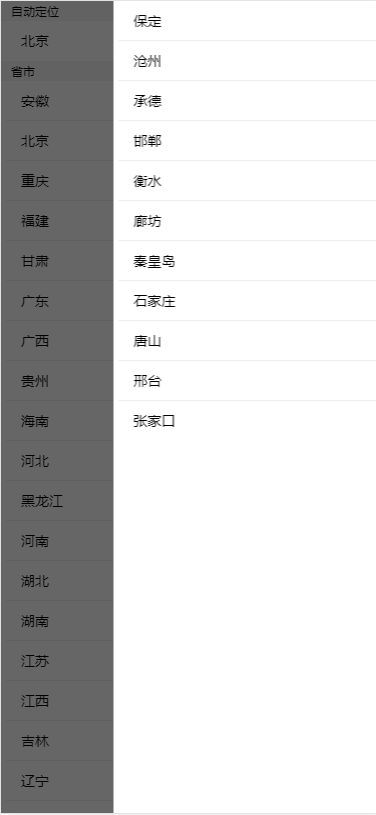 自动定位
北京
省市
安徽
北京
重庆
福建
甘肃
广东
广西
贵州
海南
河北
黑龙江
河南
湖北
湖南
江苏
江西
吉林
辽宁
保定
沧州
承德
邯郸
衡水
廊坊
秦皇岛
石家庄
唐山
邢台
张家口